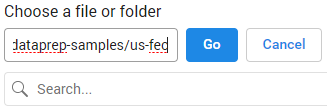 Choose a file or folder
dataprep-samples/us-fed Go Cancel
Search...